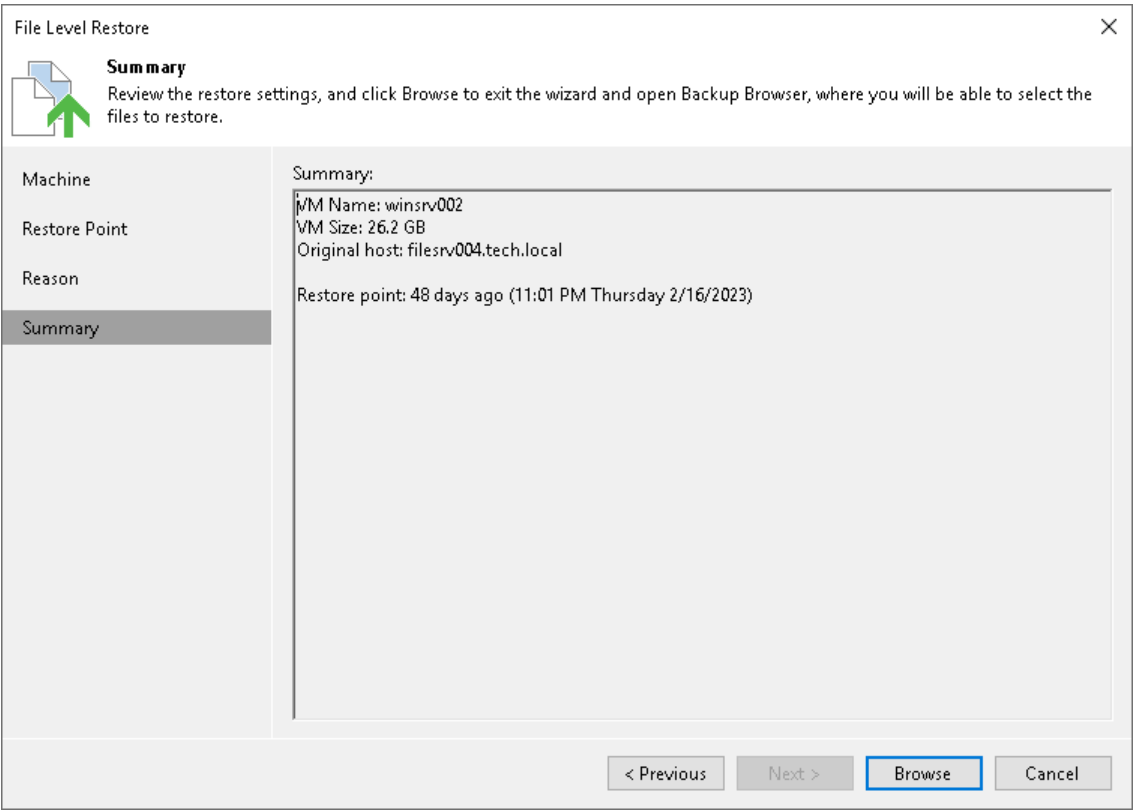 File Level Restore
Summary
Review the restore settings, and click Browse to exit the wizard and open Backup Browser, where you will be able to select the
files to restore.
Machine
Restore Point
Reason
Summary
Summary:
VM Name: winsrv002
VM Size: 26.2 GB
Original host: filesrv004.tech.local
Restore point: 48 days ago (11:01 PM Thursday 2/16/2023)
< Previous
Next >
Browse
Cancel